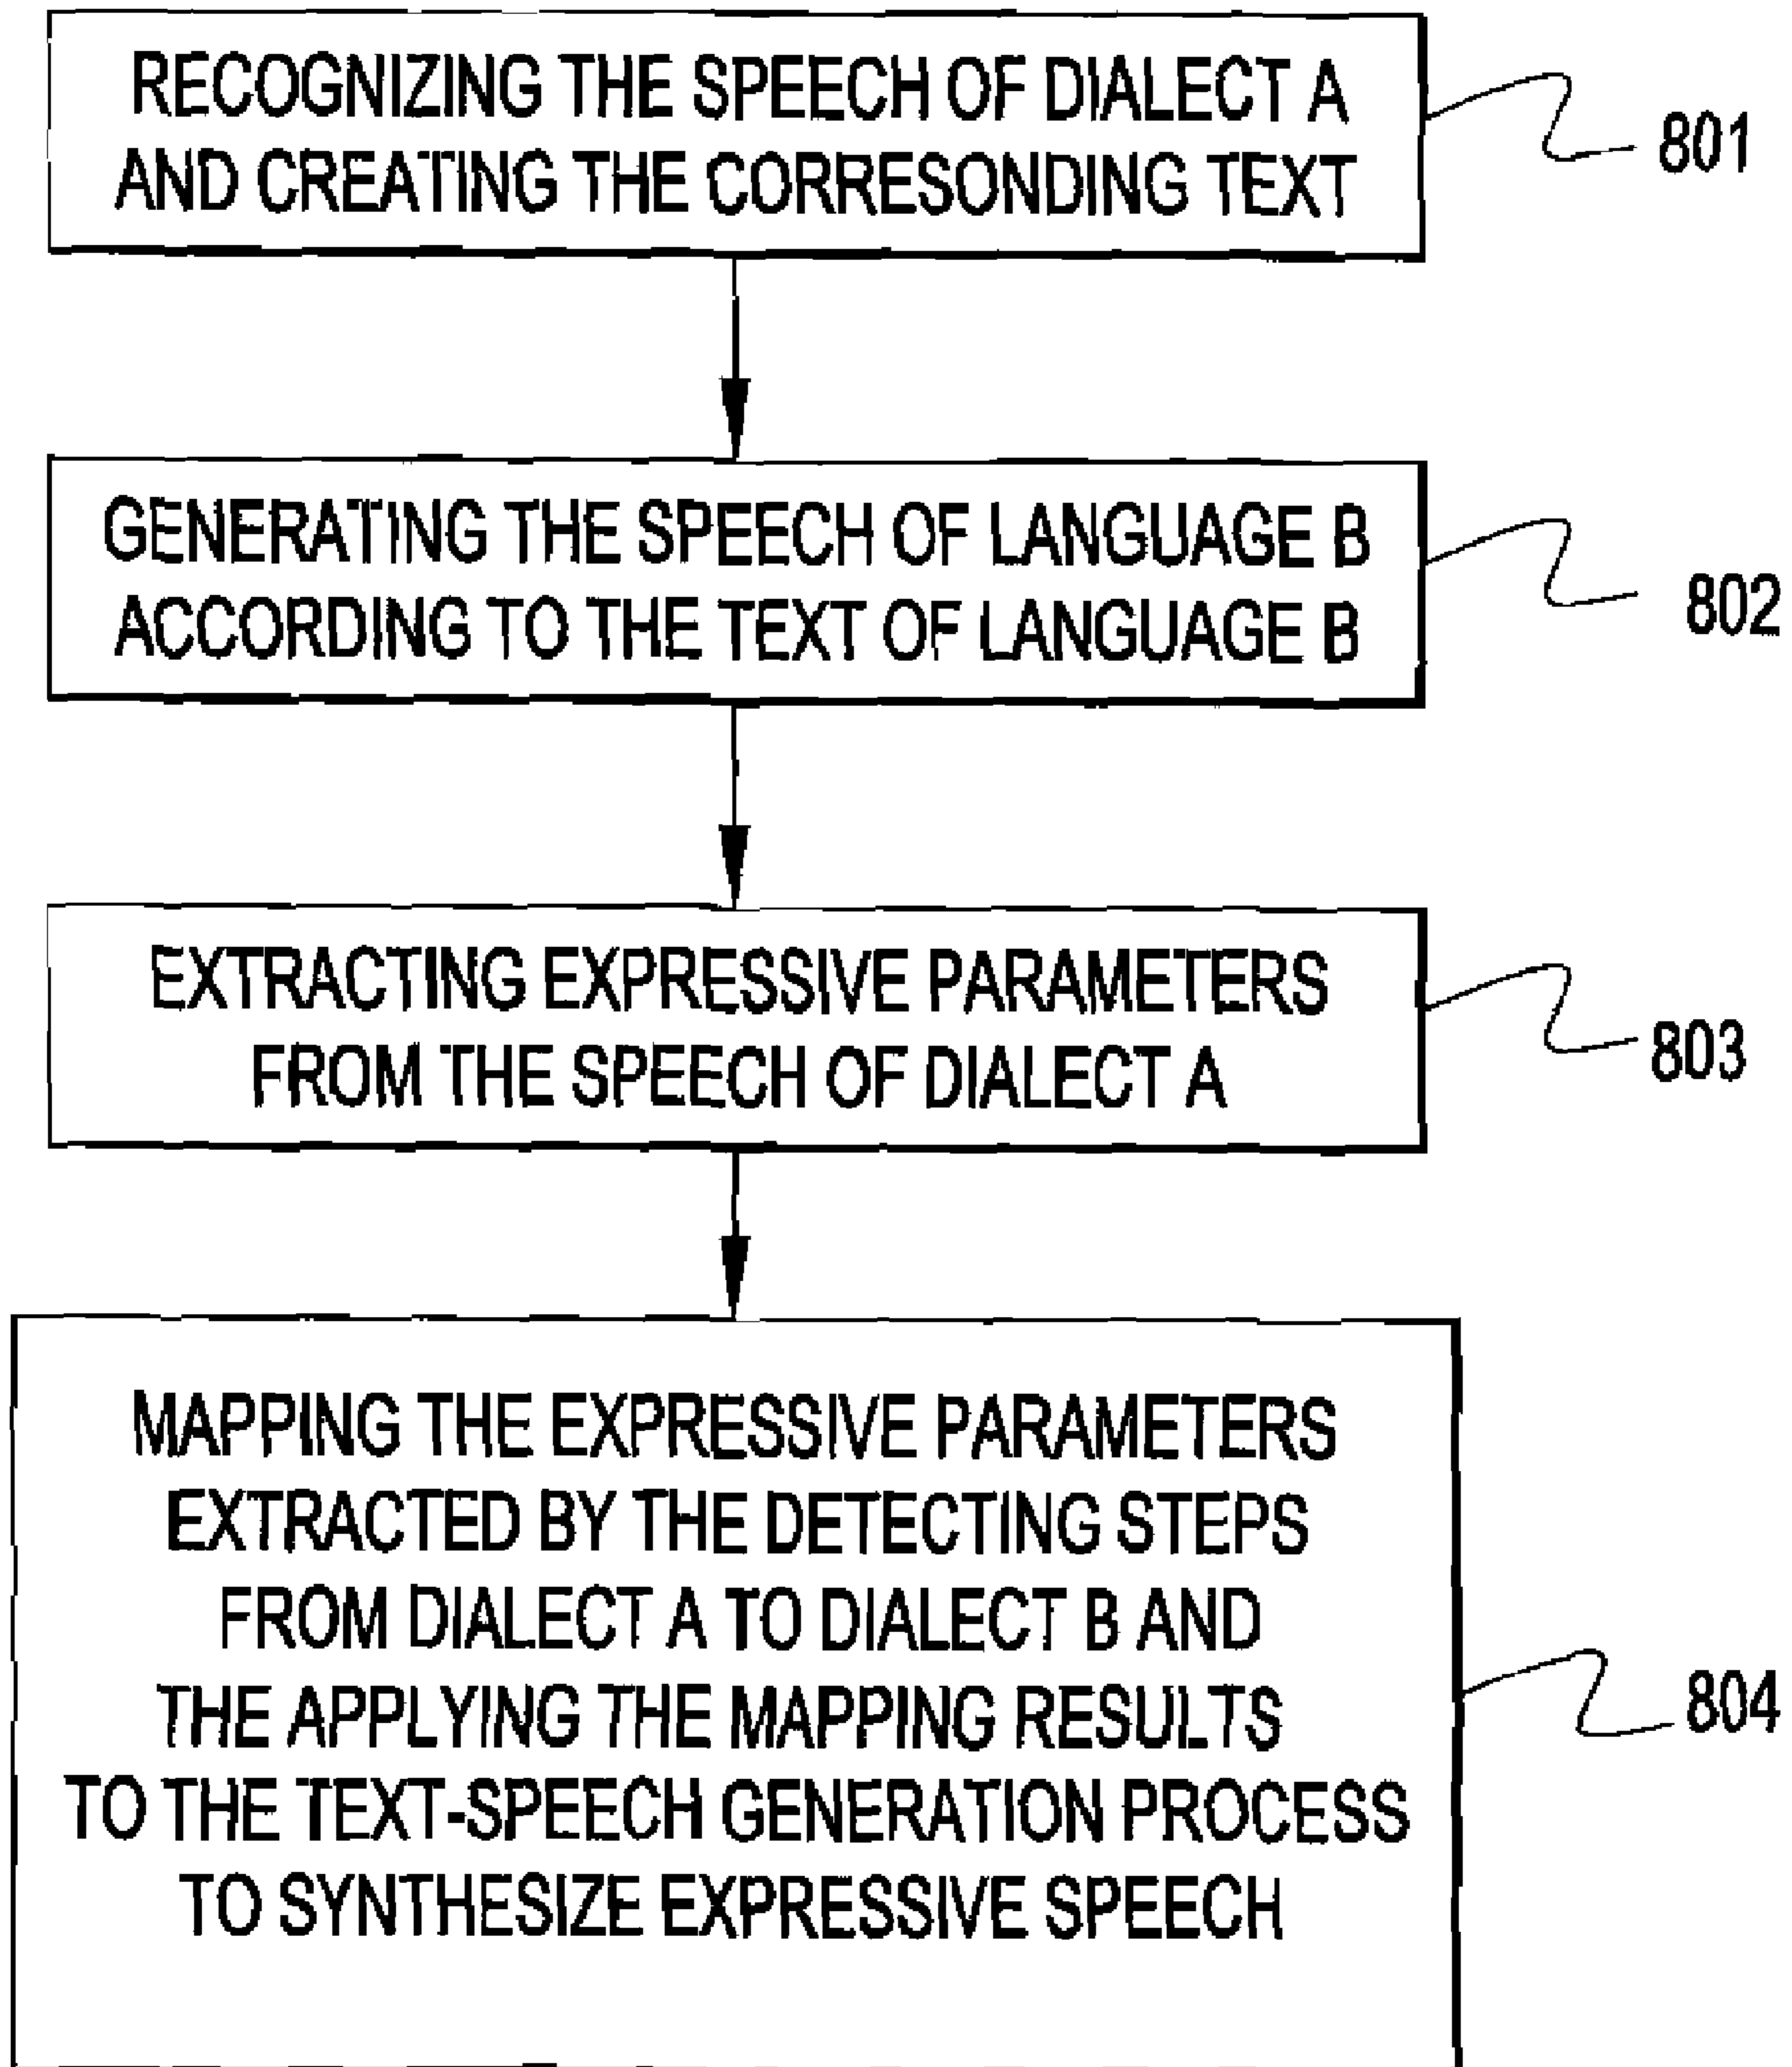 RECOGNIZING THE SPEECH OF DIALECT A
AND CREATING THE CORRESONDING TEXT
801
GENERATING THE SPEECH OF LANGUAGE B
ACCORDING TO THE TEXT OF LANGUAGE B
802
EXTRACTING EXPRESSIVE PARAMETERS
FROM THE SPEECH OF DIALECT A
803
MAPPING THE EXPRESSIVE PARAMETERS
EXTRACTED BY THE DETECTING STEPS
FROM DIALECT A TO DIALECT B AND
THE APPLYING THE MAPPING RESULTS
TO THE TEXT-SPEECH GENERATION PROCESS
TO SYNTHESIZE EXPRESSIVE SPEECH
804